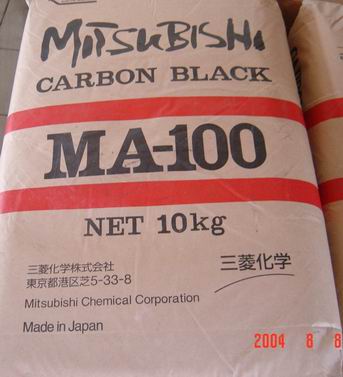 MITSUBISHI
CARBON BLACK
MA-100
NET 10kg
三菱化学株式会社
東京都港区芝5-33-8
三菱化学
Mitsubishi Chemical Corporation
Made in Japan
2004 8 8